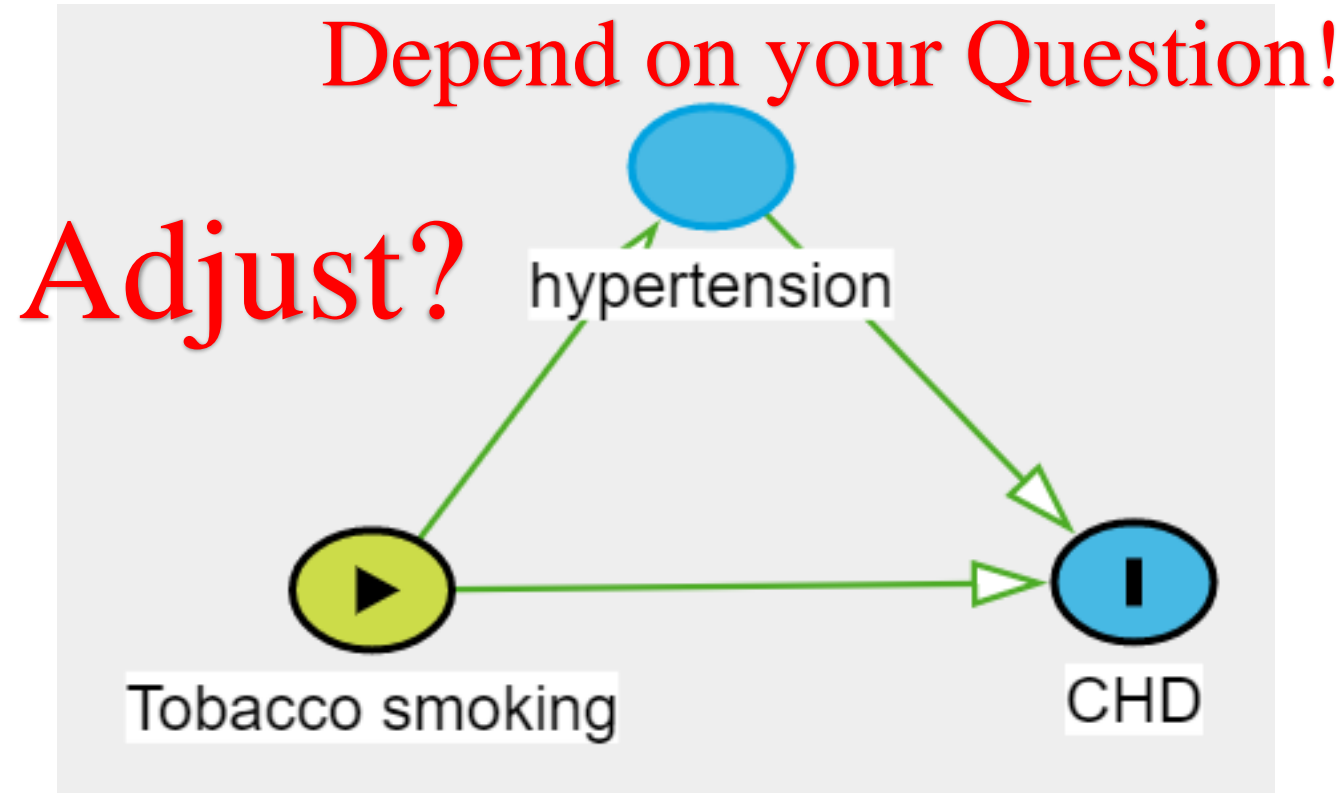 Depend on your Question!
Adjust?
hypertension
Tobacco smoking
CHD